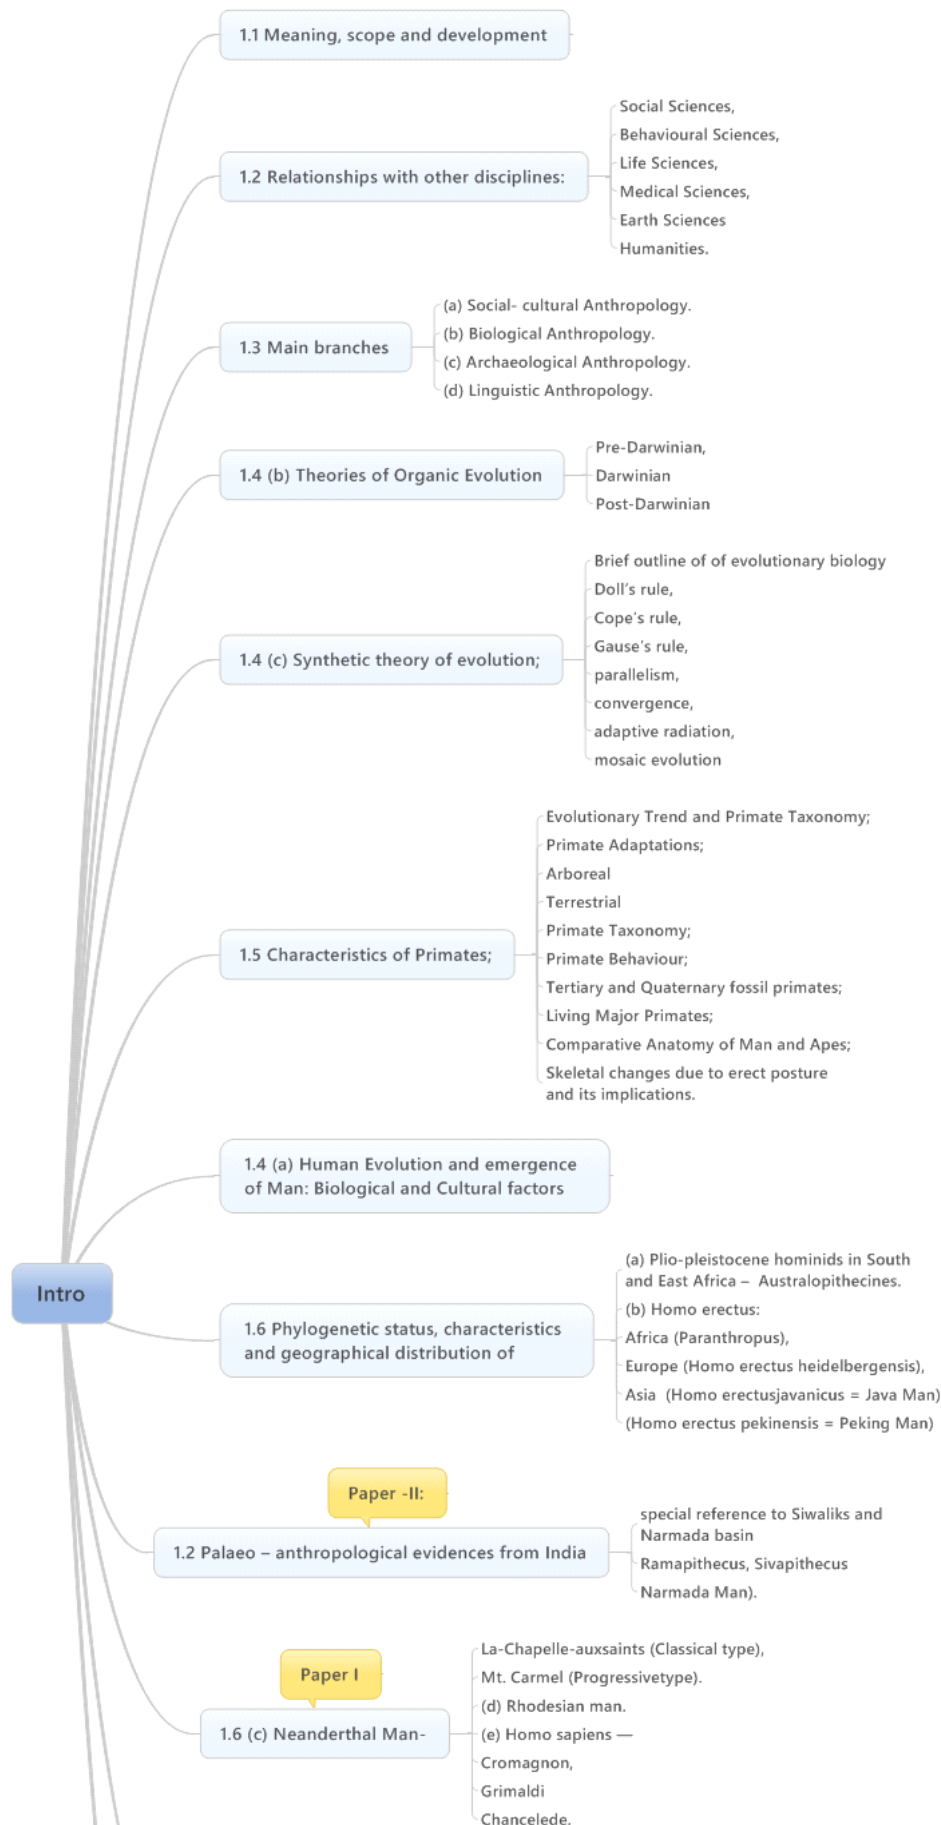 1.1 Meaning, scope and development
1.2 Relationships with other disciplines:
Social Sciences,
Behavioural Sciences,
Life Sciences,
Medical Sciences,
Earth Sciences
Humanities.
1.3 Main branches
(a) Social- cultural Anthropology.
(b) Biological Anthropology.
(c) Archaeological Anthropology.
(d) Linguistic Anthropology.
1.4 (b) Theories of Organic Evolution
Pre-Darwinian,
Darwinian
Post-Darwinian
1.4 (c) Synthetic theory of evolution;
Brief outline of of evolutionary biology
Doll's rule,
Cope's rule,
Gause's rule,
parallelism,
convergence,
adaptive radiation,
mosaic evolution
1.5 Characteristics of Primates;
Evolutionary Trend and Primate Taxonomy;
Primate Adaptations;
Arboreal
Terrestrial
Primate Taxonomy;
Primate Behaviour;
Tertiary and Quaternary fossil primates;
Living Major Primates;
Comparative Anatomy of Man and Apes;
Skeletal changes due to erect posture
and its implications.
1.4 (a) Human Evolution and emergence
of Man: Biological and Cultural factors
Intro
1.6 Phylogenetic status, characteristics
and geographical distribution of
(a) Plio-pleistocene hominids in South
and East Africa – Australopithecines.
(b) Homo erectus:
Africa (Paranthropus),
Europe (Homo erectus heidelbergensis),
Asia (Homo erectusjavanicus = Java Man)
(Homo erectus pekinensis = Peking Man)
Paper -II:
1.2 Palaeo – anthropological evidences from India
special reference to Siwaliks and
Narmada basin
Ramapithecus, Sivapithecus
Narmada Man).
Paper I
1.6 (c) Neanderthal Man-
La-Chapelle-auxsaints (Classical type),
Mt. Carmel (Progressivetype).
(d) Rhodesian man.
(e) Homo sapiens —
Cromagnon,
Grimaldi
Chancelede.